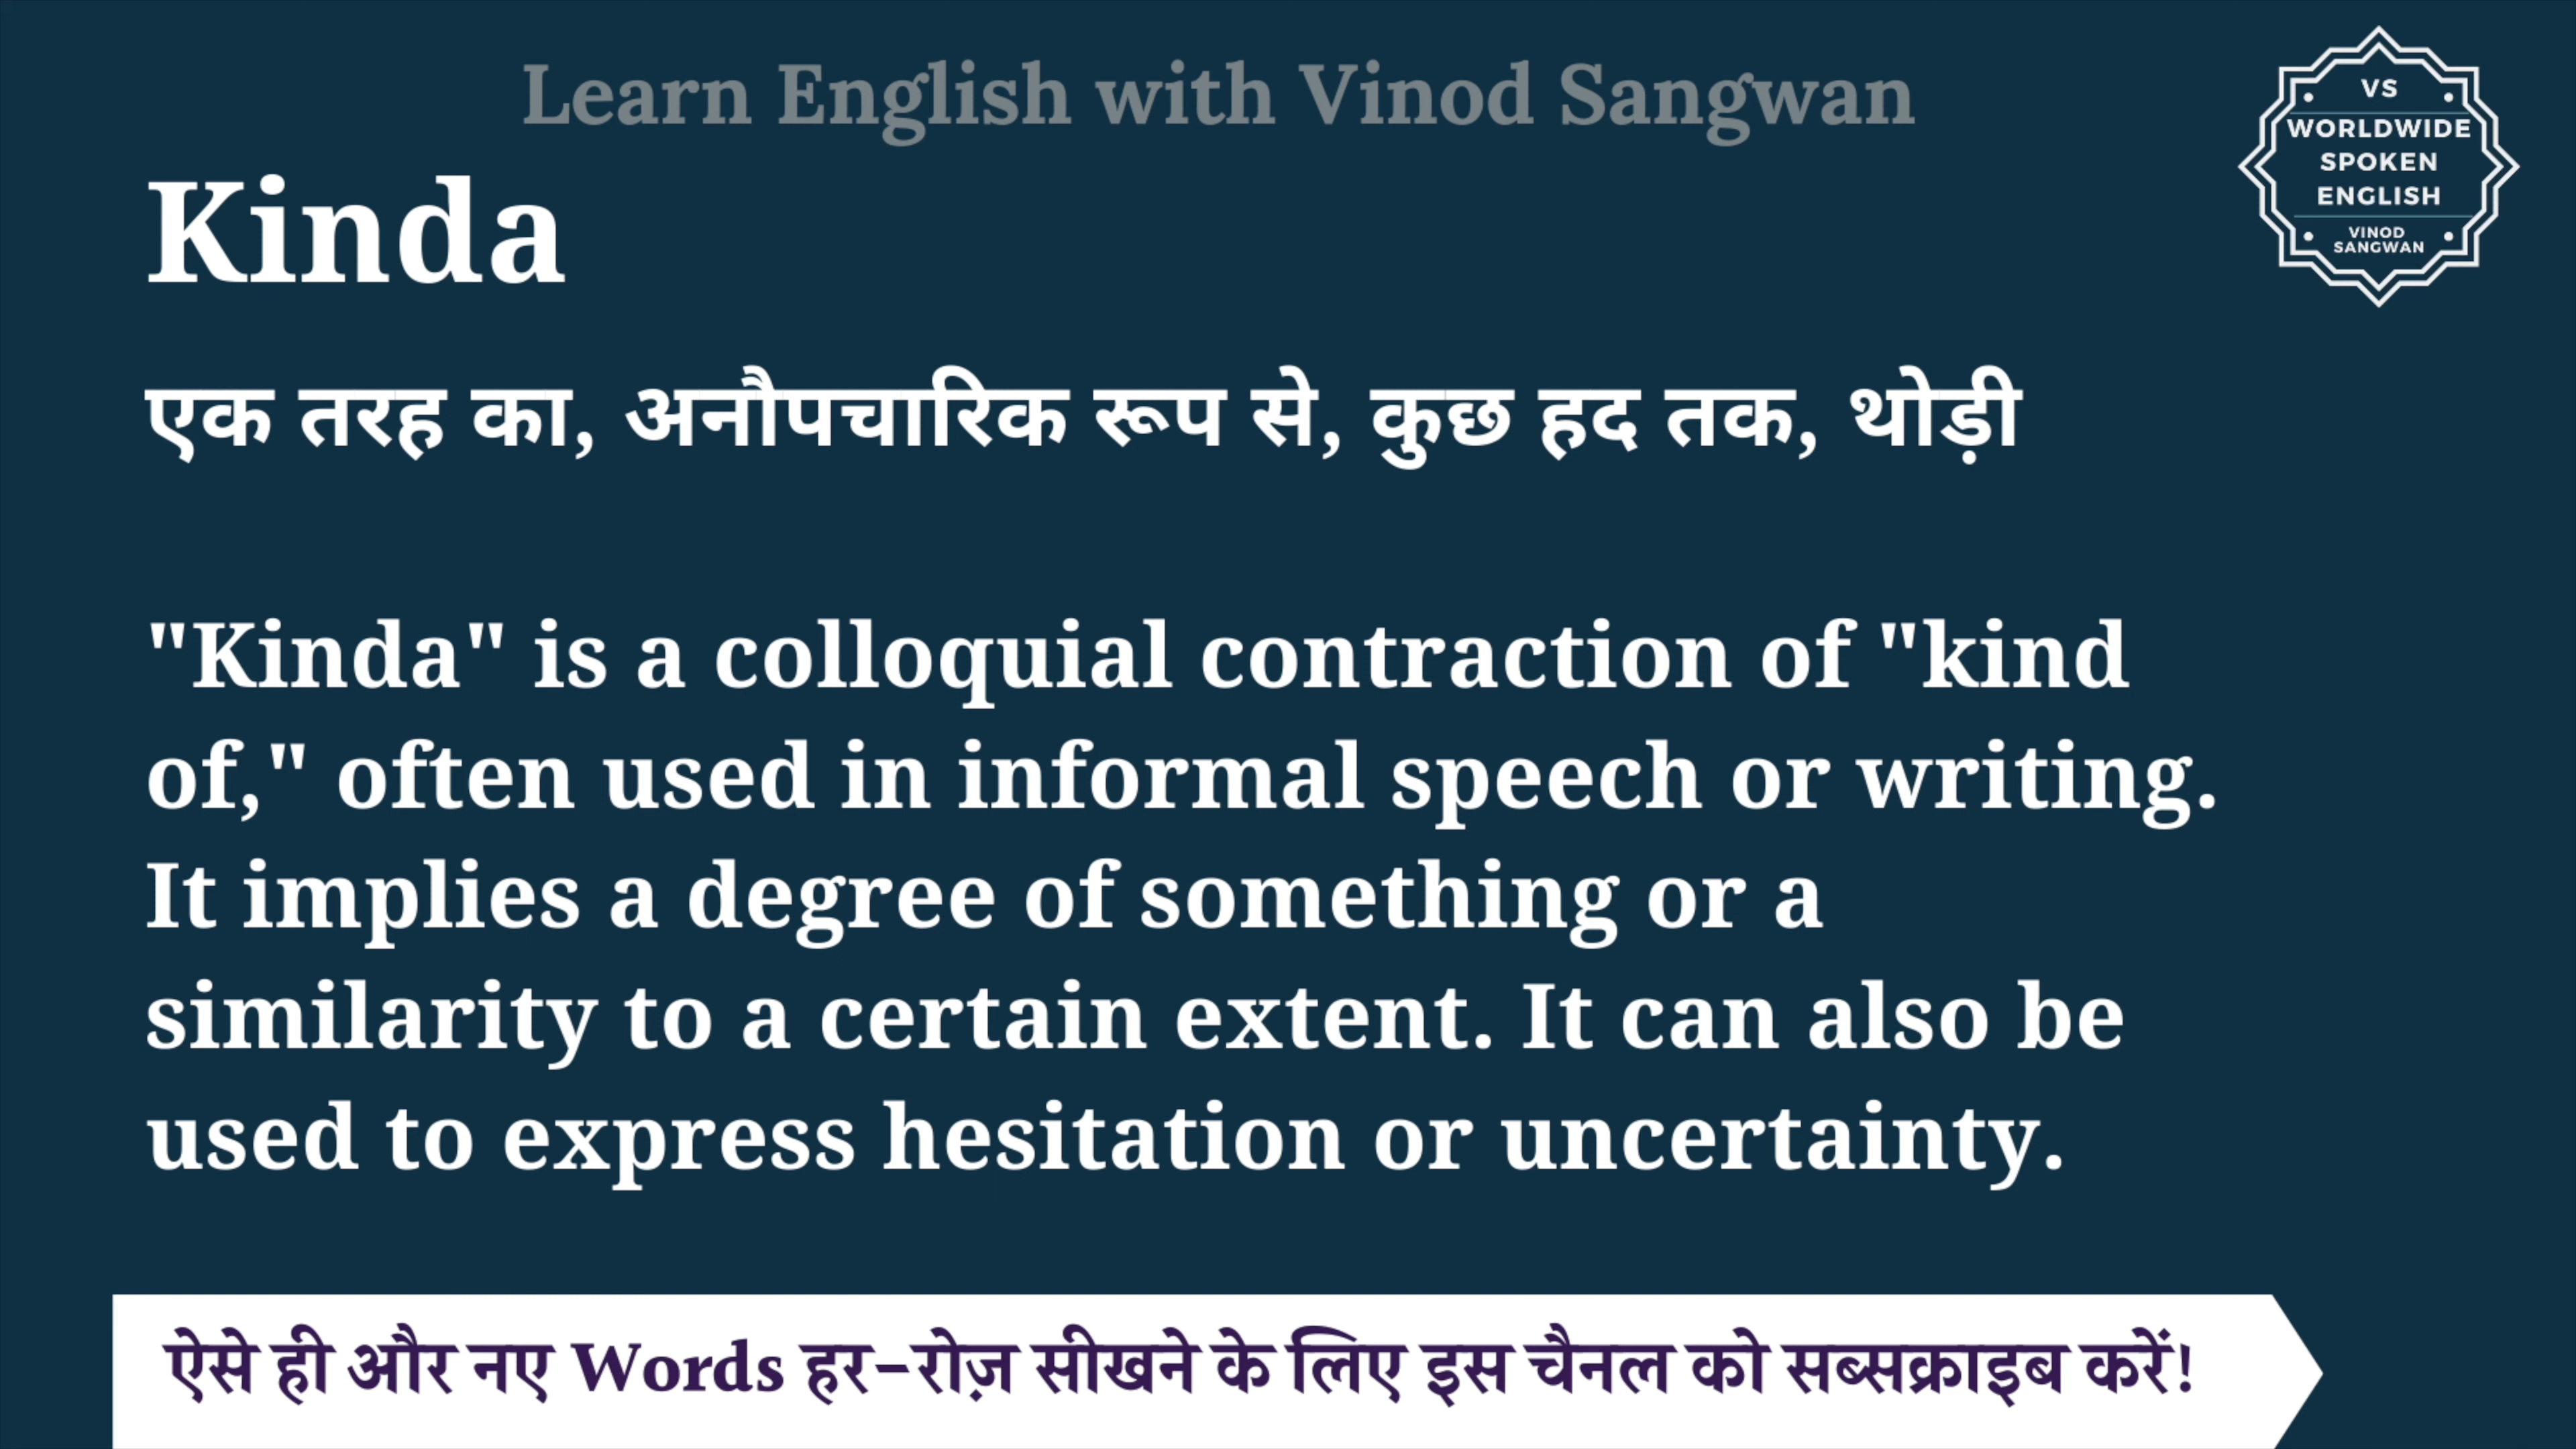 Learn English with Vinod Sangwan
VS
WORLDWIDE
SPOKEN
ENGLISH
VINOD
SANGWAN
Kinda
एक तरह का, अनौपचारिक रूप से, कुछ हद तक, थोड़ी
"Kinda" is a colloquial contraction of "kind
of," often used in informal speech or writing.
It implies a degree of something or a
similarity to a certain extent. It can also be
used to express hesitation or uncertainty.
ऐसे ही और नए Words हर-रोज़ सीखने के लिए इस चैनल को सब्सक्राइब करें!